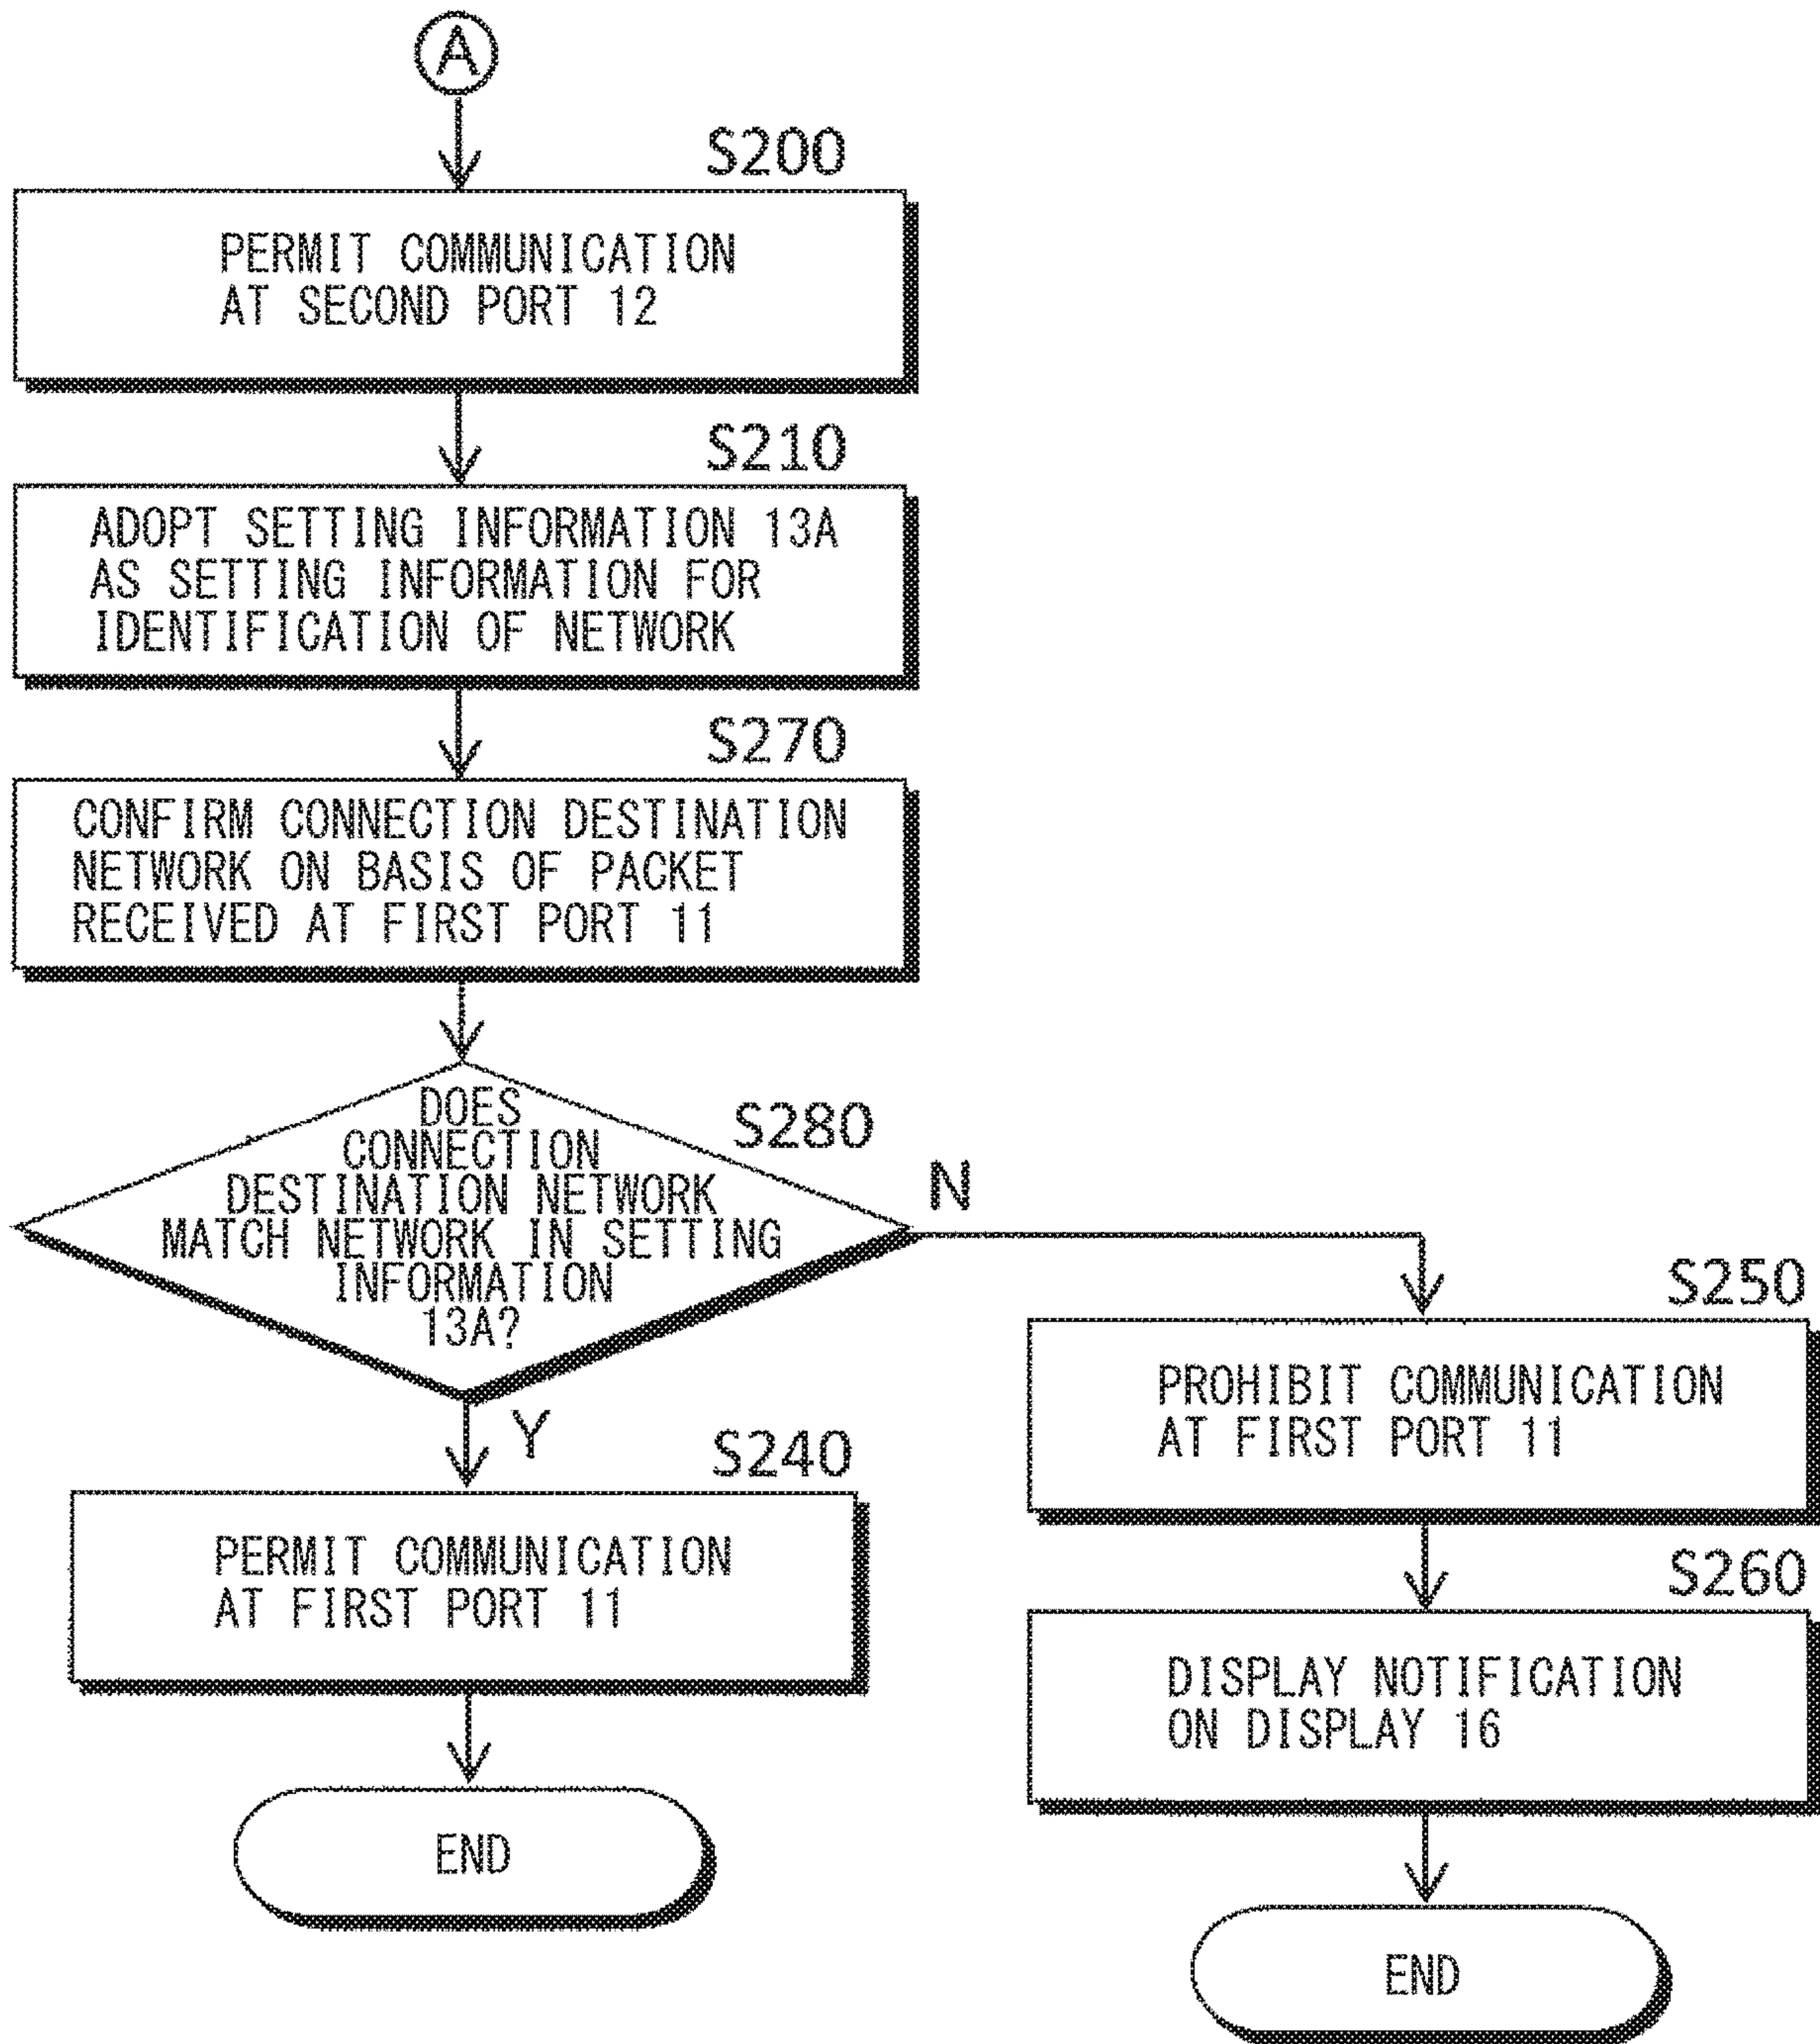 A
S200
PERMIT COMMUNICATION
AT SECOND PORT 12
S210
ADOPT SETTING INFORMATION 13A
AS SETTING INFORMATION FOR
IDENTIFICATION OF NETWORK
S270
CONFIRM CONNECTION DESTINATION
NETWORK ON BASIS OF PACKET
RECEIVED AT FIRST PORT 11
S280
DOES
CONNECTION
DESTINATION NETWORK
MATCH NETWORK IN SETTING
INFORMATION
13A?
N
Y
S240
PERMIT COMMUNICATION
AT FIRST PORT 11
END
S250
PROHIBIT COMMUNICATION
AT FIRST PORT 11
S260
DISPLAY NOTIFICATION
ON DISPLAY 16
END